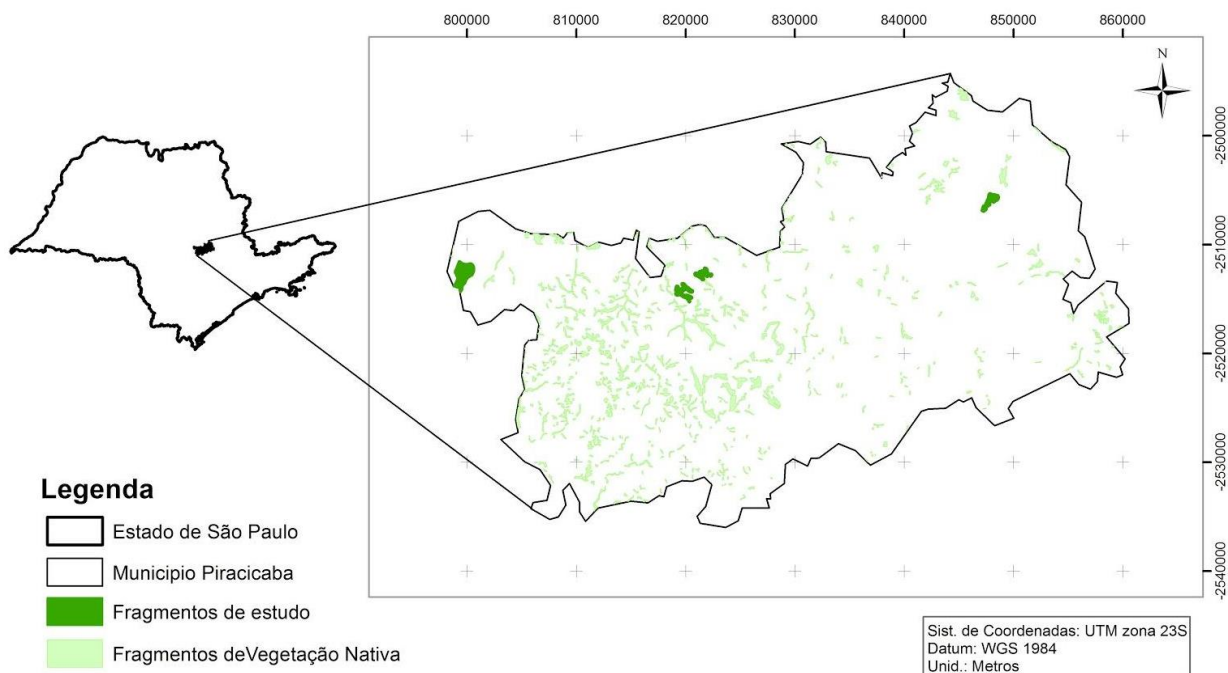 800000 810000 820000 830000 840000 850000 860000
N
-2500000
-2510000
-2520000
-2530000
-2540000
Legenda
Estado de São Paulo
Municipio Piracicaba
Fragmentos de estudo
Fragmentos deVegetação Nativa
Sist. de Coordenadas: UTM zona 23S
Datum: WGS 1984
Unid.: Metros